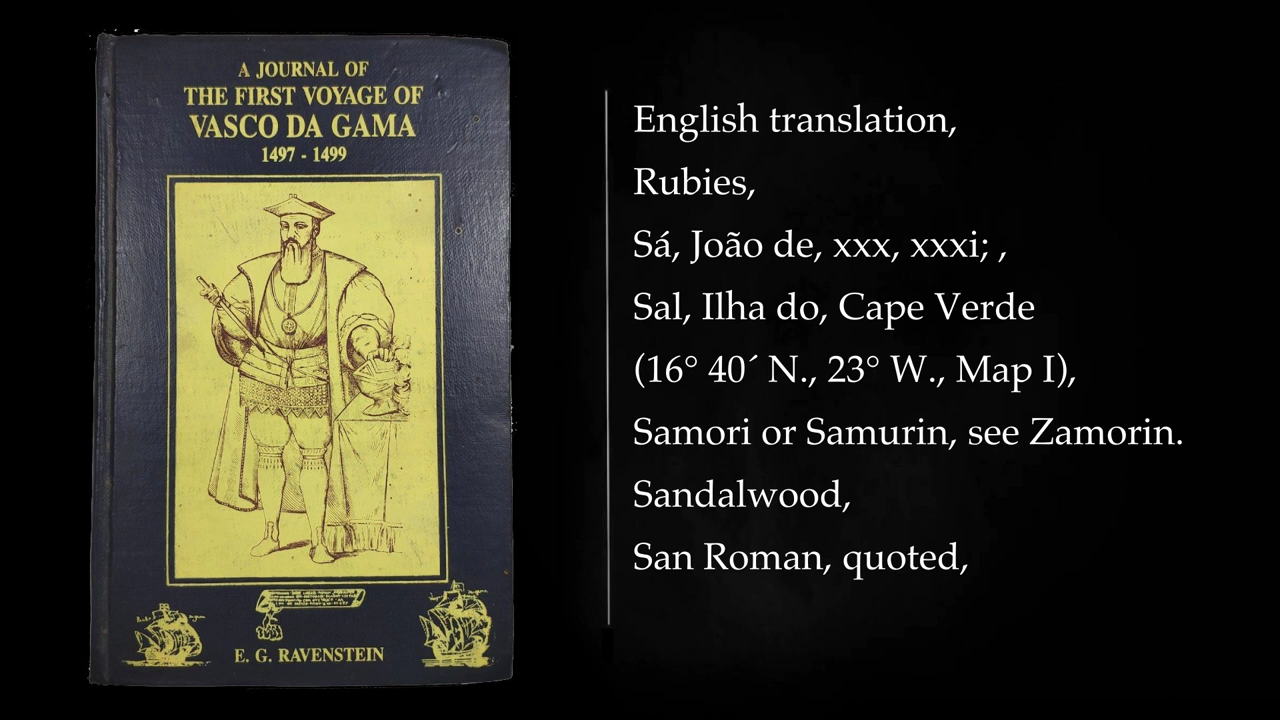 A JOURNAL OF
THE FIRST VOYAGE OF
VASCO DA GAMA
1497 - 1499
E. G. RAVENSTEIN
English translation,
Rubies,
Sá, João de, xxx, xxxi; ,
Sal, Ilha do, Cape Verde
(16° 40´ N., 23° W., Map I),
Samori or Samurin, see Zamorin.
Sandalwood,
San Roman, quoted,